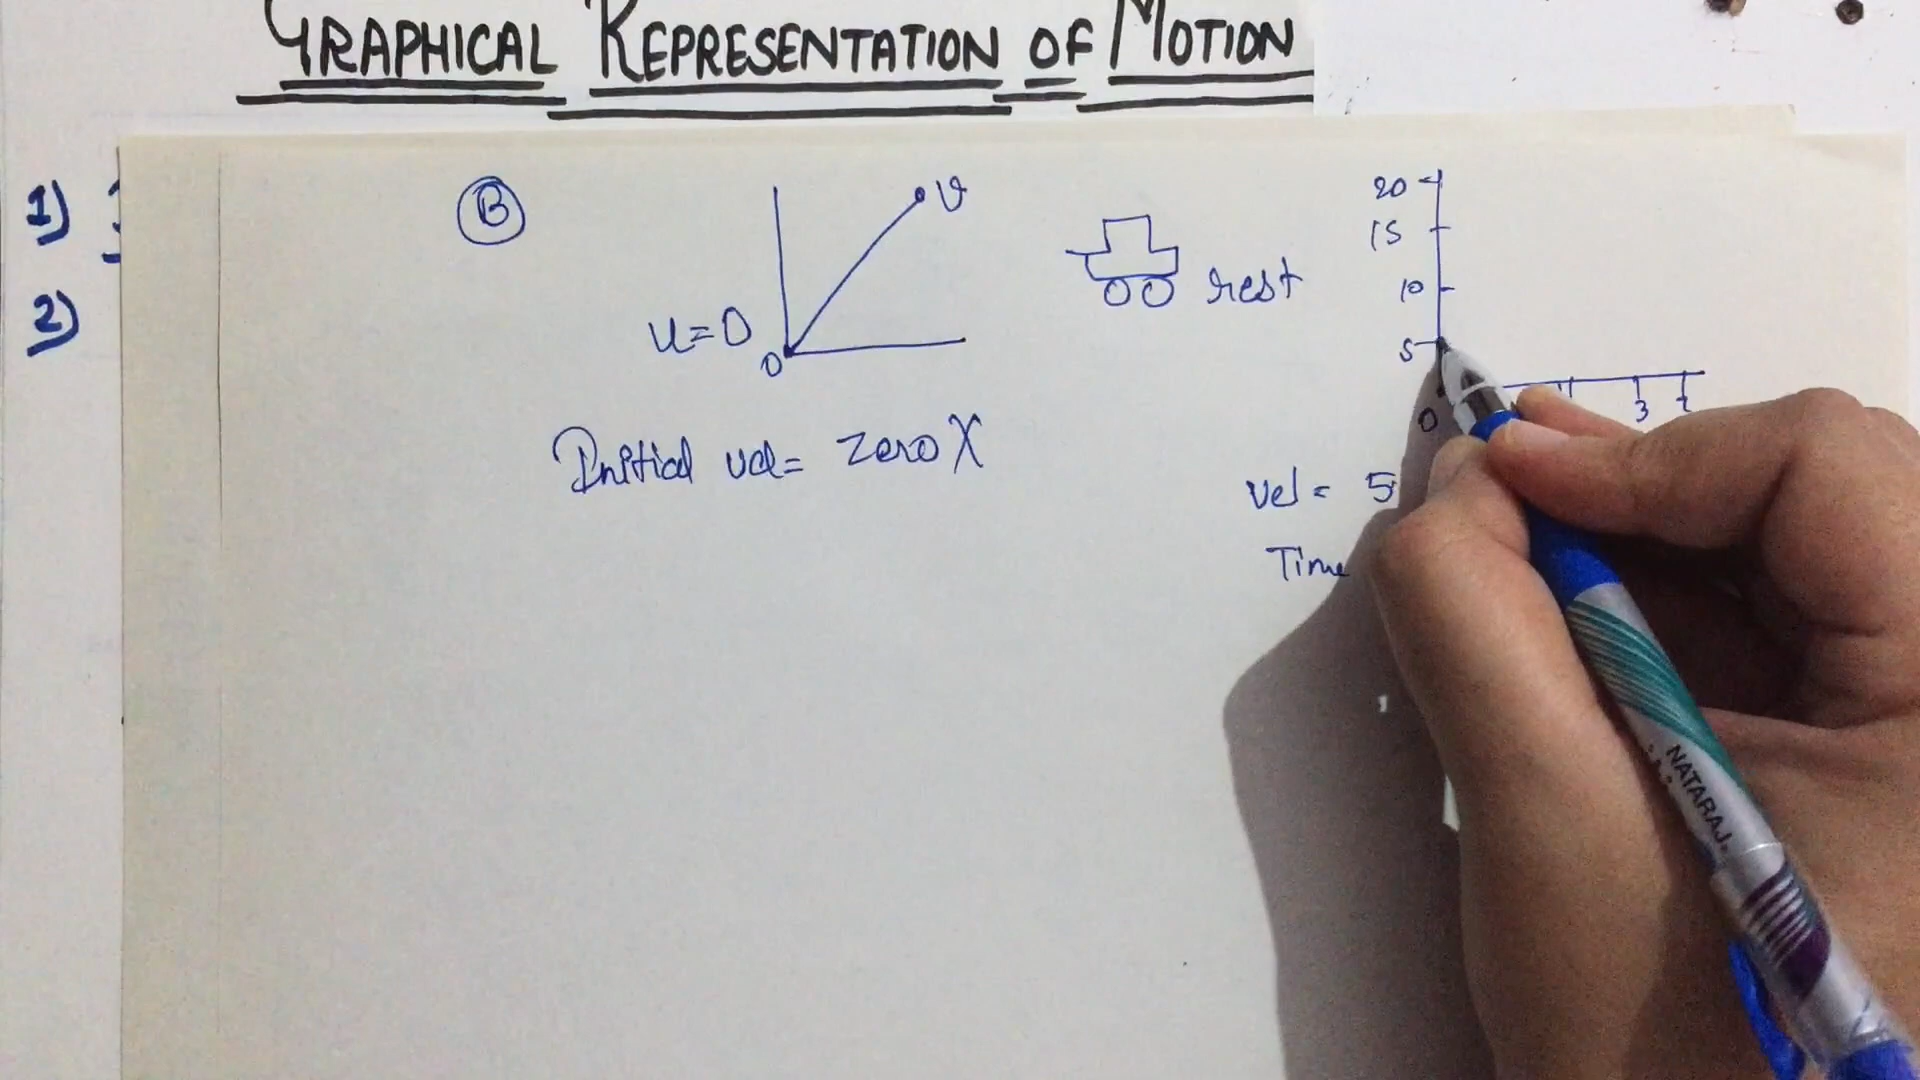 GRAPHICAL REPRESENTATION OF MOTION
1)
2)
B
v
u=0
0
rest
20
15
10
5
0
3
Initial vel= zero X
vel = 5
Time
NATARAJ